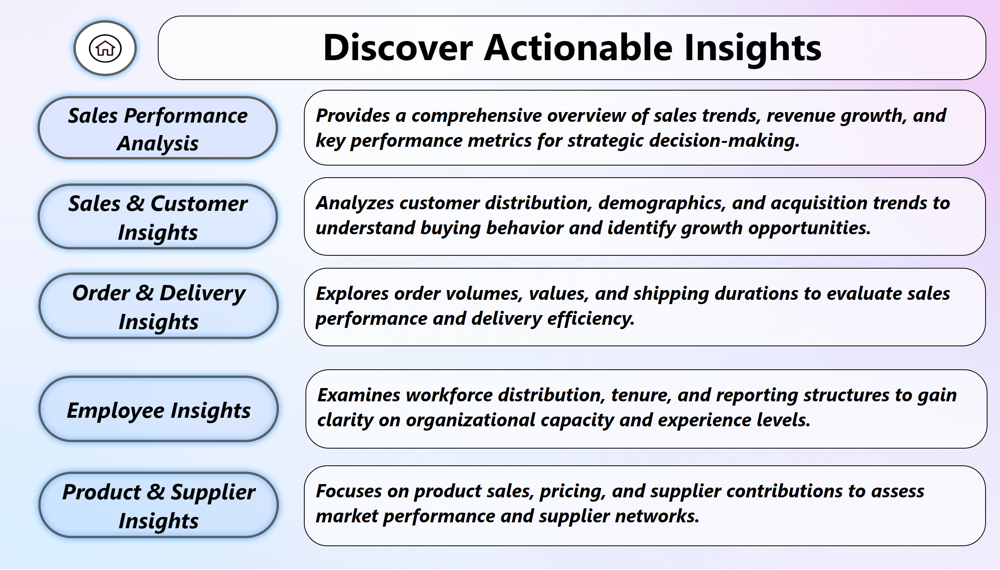 Discover Actionable Insights
Sales Performance
Analysis
Provides a comprehensive overview of sales trends, revenue growth, and
key performance metrics for strategic decision-making.
Sales & Customer
Insights
Analyzes customer distribution, demographics, and acquisition trends to
understand buying behavior and identify growth opportunities.
Order & Delivery
Insights
Explores order volumes, values, and shipping durations to evaluate sales
performance and delivery efficiency.
Employee Insights
Examines workforce distribution, tenure, and reporting structures to gain
clarity on organizational capacity and experience levels.
Product & Supplier
Insights
Focuses on product sales, pricing, and supplier contributions to assess
market performance and supplier networks.